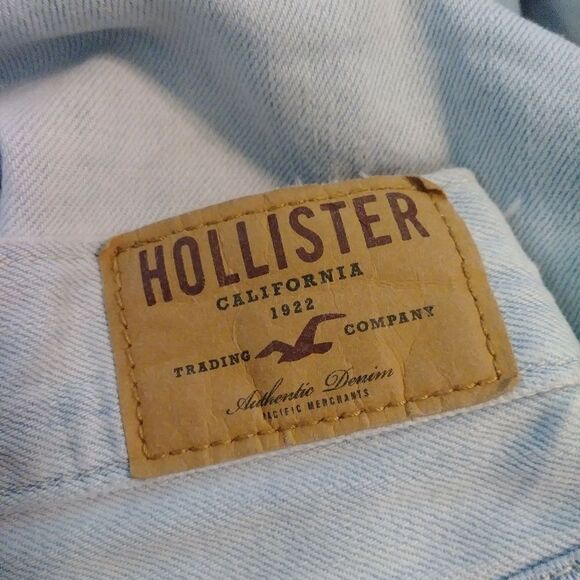 HOLLISTER
CALIFORNIA
1922
TRADING COMPANY
Authentic Denim
PACIFIC MERCHANTS